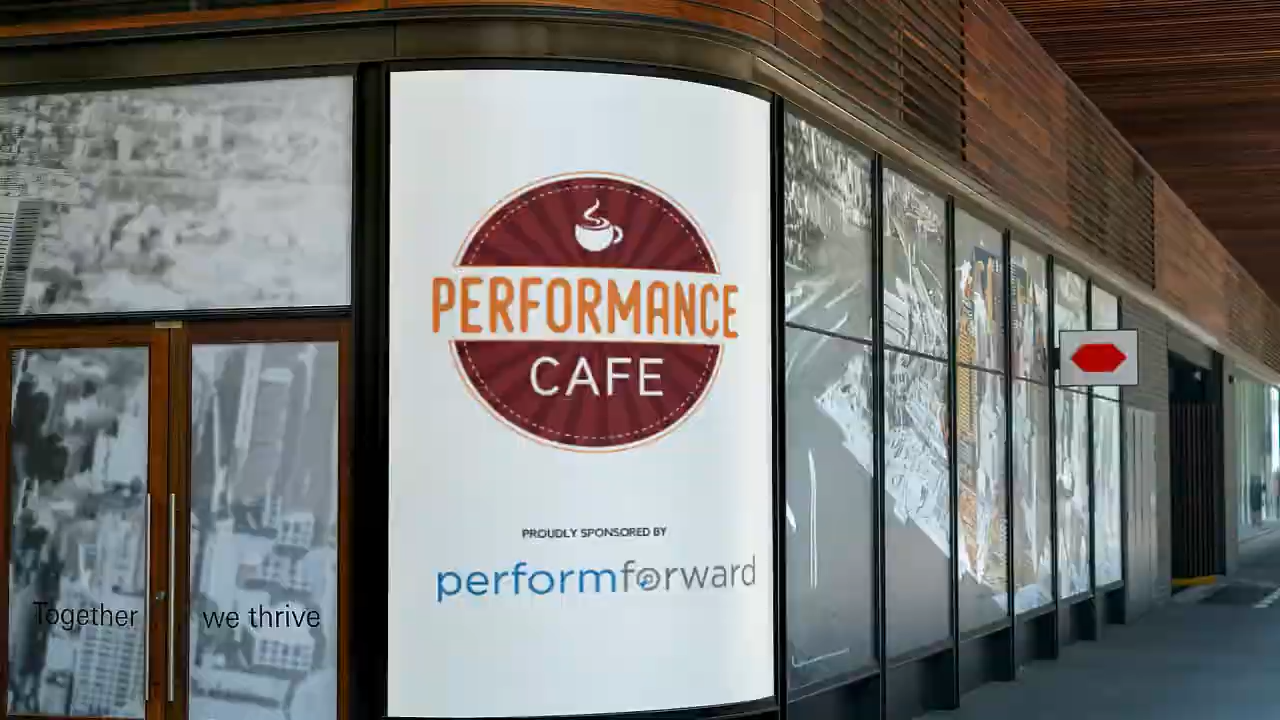 PERFORMANCE
CAFE
PROUDLY SPONSORED BY
performforward
Together we thrive